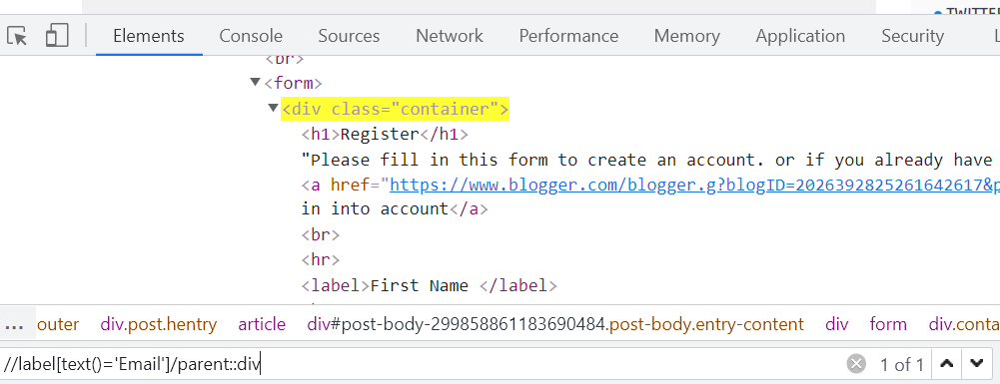 TWITTER
Elements Console Sources Network Performance Memory Application Security
<br>
<form>
<div class="container">
<h1>Register</h1>
"Please fill in this form to create an account. or if you already have
<a href="https://www.blogger.com/blogger.g?blogID=2026392825261642617&p
in into account</a>
<br>
<hr>
<label>First Name </label>
... outer div.post.hentry article div#post-body-299858861183690484.post-body.entry-content div form div.conta
//label[text()='Email']/parent::div 1 of 1